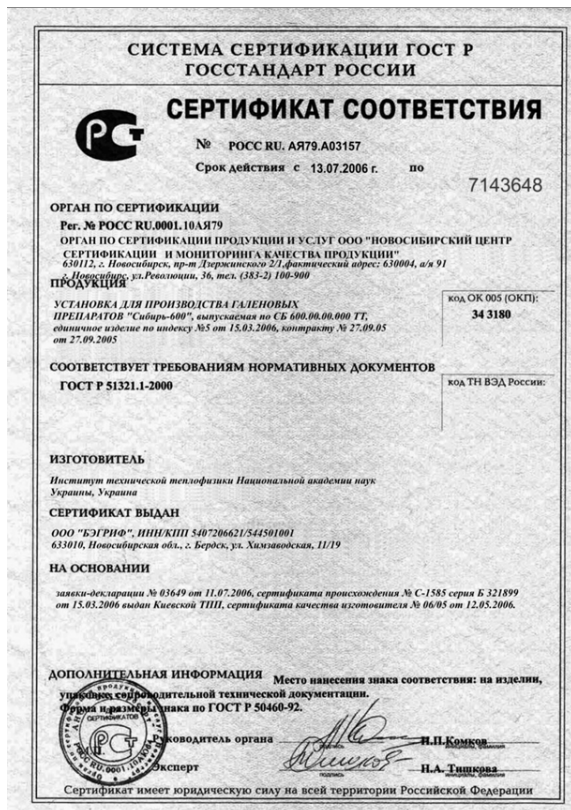 СИСТЕМА СЕРТИФИКАЦИИ ГОСТ Р
ГОССТАНДАРТ РОССИИ
СЕРТИФИКАТ СООТВЕТСТВИЯ
№ РОСС RU. АЯ79.А03157
Срок действия с 13.07.2006 г. по
7143648
ОРГАН ПО СЕРТИФИКАЦИИ
Рег. № РОСС RU.0001.10АЯ79
ОРГАН ПО СЕРТИФИКАЦИИ ПРОДУКЦИИ И УСЛУГ ООО "НОВОСИБИРСКИЙ ЦЕНТР
СЕРТИФИКАЦИИ И МОНИТОРИНГА КАЧЕСТВА ПРОДУКЦИИ"
630112, г. Новосибирск, пр-т Дзержинского 2/1,фактический адрес: 630004, а/я 91
г. Новосибирс, ул.Революции, 36, тел. (383-2) 100-900
ПРОДУКЦИЯ
УСТАНОВКА ДЛЯ ПРОИЗВОДСТВА ГАЛЕНОВЫХ
ПРЕПАРАТОВ "Сибирь-600", выпускаемая по СБ 600.00.00.000 ТТ,
единичное изделие по индексу №5 от 15.03.2006, контракту № 27.09.05
от 27.09.2005
код ОК 005 (ОКП):
34 3180
СООТВЕТСТВУЕТ ТРЕБОВАНИЯМ НОРМАТИВНЫХ ДОКУМЕНТОВ
ГОСТ Р 51321.1-2000
код ТН ВЭД России:
ИЗГОТОВИТЕЛЬ
Институт технической теплофизики Национальной академии наук
Украины, Украина
СЕРТИФИКАТ ВЫДАН
ООО "БЭГРИФ", ИНН/КПП 5407206621/544501001
633010, Новосибирская обл., г. Бердск, ул. Химзаводская, 11/19
НА ОСНОВАНИИ
заявки-декларации № 03649 от 11.07.2006, сертификата происхождения № С-1585 серия Б 321899
от 15.03.2006 выдан Киевской ТПП, сертификата качества изготовителя № 06/05 от 12.05.2006.
ДОПОЛНИТЕЛЬНАЯ ИНФОРМАЦИЯ Место нанесения знака соответствия: на изделии,
упаковке, сопроводительной технической документации.
Форма и размеры знака по ГОСТ Р 50460-92.
М.П.
Руководитель органа
подпись
Н.П.Комков
инициалы, фамилия
Эксперт
подпись
Н.А. Тишкова
инициалы, фамилия
Сертификат имеет юридическую силу на всей территории Российской Федерации